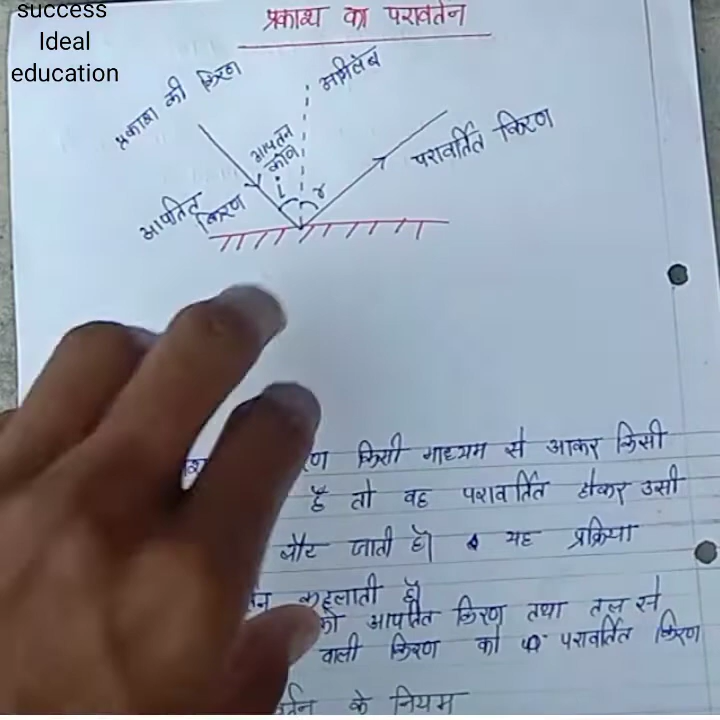 success
Ideal
education
प्रकाश का परावर्तन
प्रकाश की किरण
अभिलंब
आपतन
कोण
i
r
परावर्तित किरण
आपतित
किरण
किसी माध्यम से आकर किसी
है तो वह परावर्तित होकर उसी
लौट जाती है। यह प्रक्रिया
कहलाती है।
को आपतित किरण तथा तल से
वाली किरण को परावर्तित किरण
के नियम